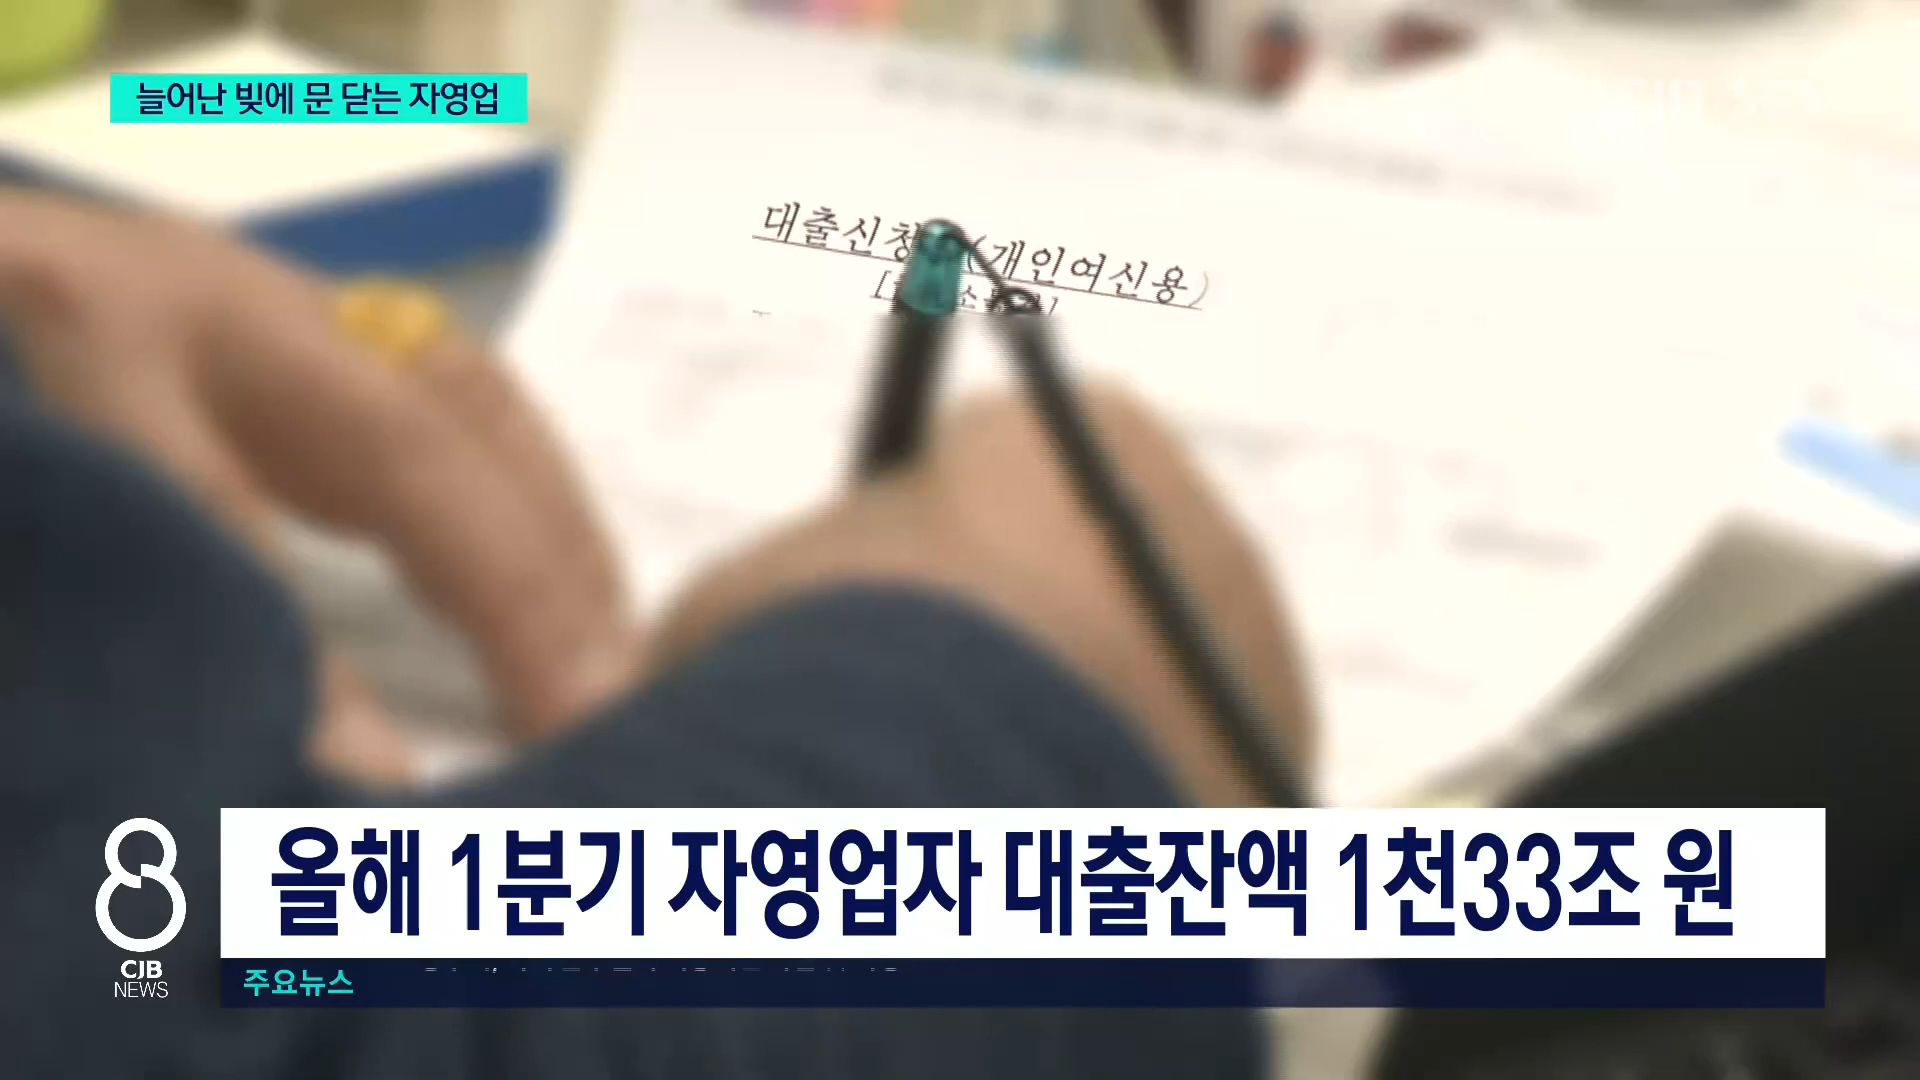 늘어난 빚에 문 닫는 자영업
대출신청 (개인여신용)
올해 1분기 자영업자 대출잔액 1천33조 원
8
CJB
NEWS
주요뉴스